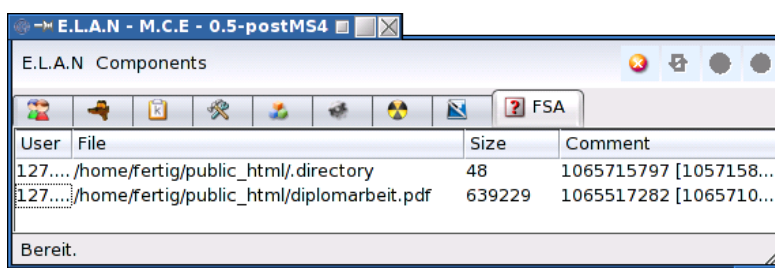 E.L.A.N - M.C.E - 0.5-postMS4
E.L.A.N Components
FSA
User File Size Comment
127.... /home/fertig/public_html/.directory 48 1065715797 [1057158...
127.... /home/fertig/public_html/diplomarbeit.pdf 639229 1065517282 [1065710...
Bereit.